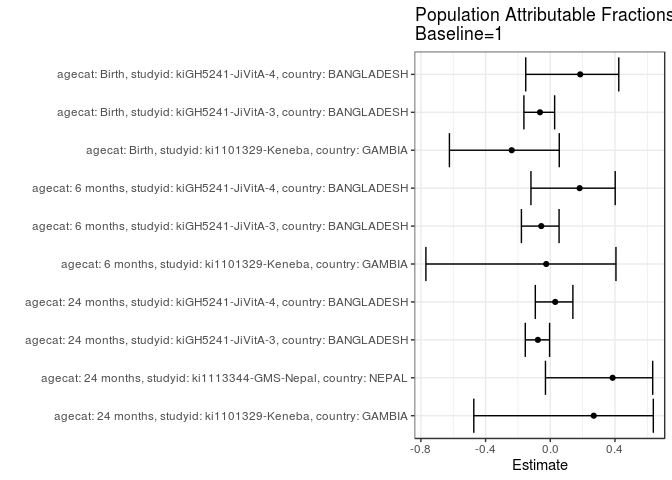 Population Attributable Fractions
Baseline=1
agecat: Birth, studyid: kiGH5241-JiVitA-4, country: BANGLADESH
agecat: Birth, studyid: kiGH5241-JiVitA-3, country: BANGLADESH
agecat: Birth, studyid: ki1101329-Keneba, country: GAMBIA
agecat: 6 months, studyid: kiGH5241-JiVitA-4, country: BANGLADESH
agecat: 6 months, studyid: kiGH5241-JiVitA-3, country: BANGLADESH
agecat: 6 months, studyid: ki1101329-Keneba, country: GAMBIA
agecat: 24 months, studyid: kiGH5241-JiVitA-4, country: BANGLADESH
agecat: 24 months, studyid: kiGH5241-JiVitA-3, country: BANGLADESH
agecat: 24 months, studyid: ki1113344-GMS-Nepal, country: NEPAL
agecat: 24 months, studyid: ki1101329-Keneba, country: GAMBIA
-0.8 -0.4 0.0 0.4
Estimate